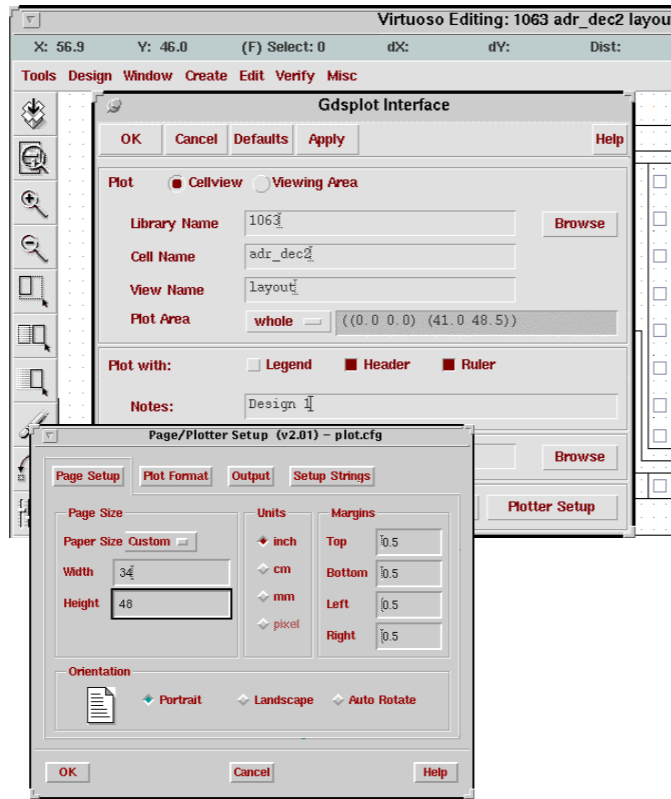 Virtuoso Editing: 1063 adr_dec2 layou
X: 56.9 Y: 46.0 (F) Select: 0 dX: dY: Dist:
Tools Design Window Create Edit Verify Misc
Gdsplot Interface
OK Cancel Defaults Apply Help
Plot Cellview Viewing Area
Library Name 1063 Browse
Cell Name adr_dec2
View Name layout
Plot Area whole ((0.0 0.0) (41.0 48.5))
Plot with: Legend Header Ruler
Notes: Design 1
Page/Plotter Setup (v2.01) – plot.cfg
Browse
Page Setup Plot Format Output Setup Strings
Plotter Setup
Page Size Units Margins
Paper Size Custom inch Top 0.5
Width 34 cm Bottom 0.5
Height 48 mm Left 0.5
pixel Right 0.5
Orientation
Portrait Landscape Auto Rotate
OK Cancel Help